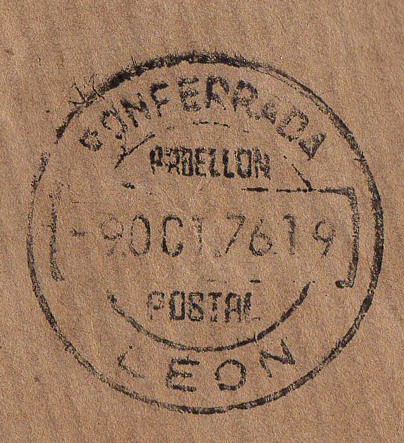 PONFERRADA
PABELLON
-9.OCT.76.19
POSTAL
LEON